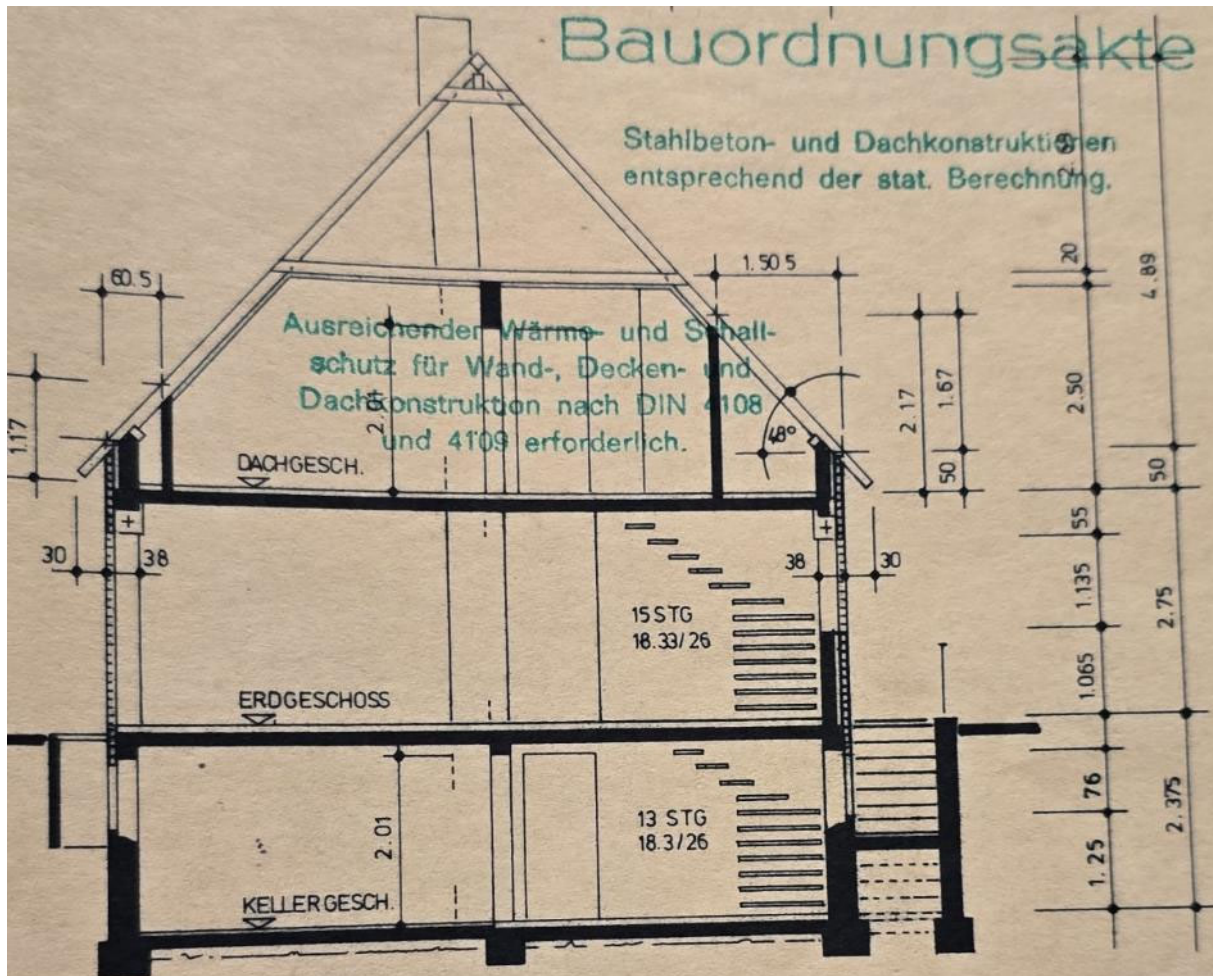 Bauordnungsakte
Stahlbeton- und Dachkonstruktionen
entsprechend der stat. Berechnung.
60.5
1.50 5
20
4.89
Ausreichender Wärme- und Schall-
schutz für Wand-, Decken- und
Dachkonstruktion nach DIN 4108
und 4109 erforderlich.
1.17
48°
2.17
1.67
50
2.50
50
DACHGESCH.
30
38
38
30
55
1.135
2.75
1.065
15 STG
18.33/26
ERDGESCHOSS
2.01
13 STG
18.3/26
76
2.375
1.25
KELLERGESCH.